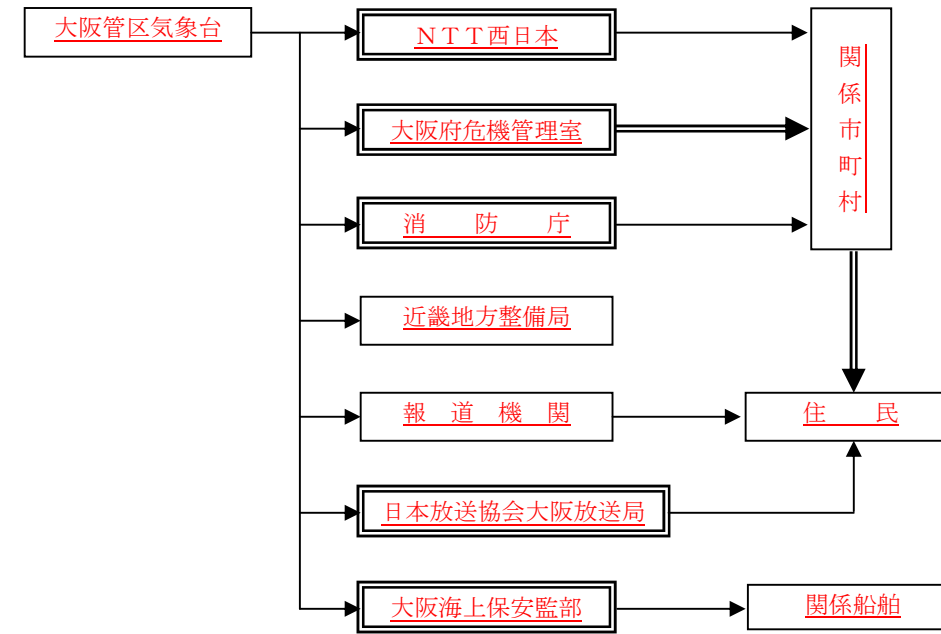 大阪管区気象台
ＮＴＴ西日本
大阪府危機管理室
消　防　庁
近畿地方整備局
報　道　機　関
日本放送協会大阪放送局
大阪海上保安監部
関係市町村
住　民
関係船舶